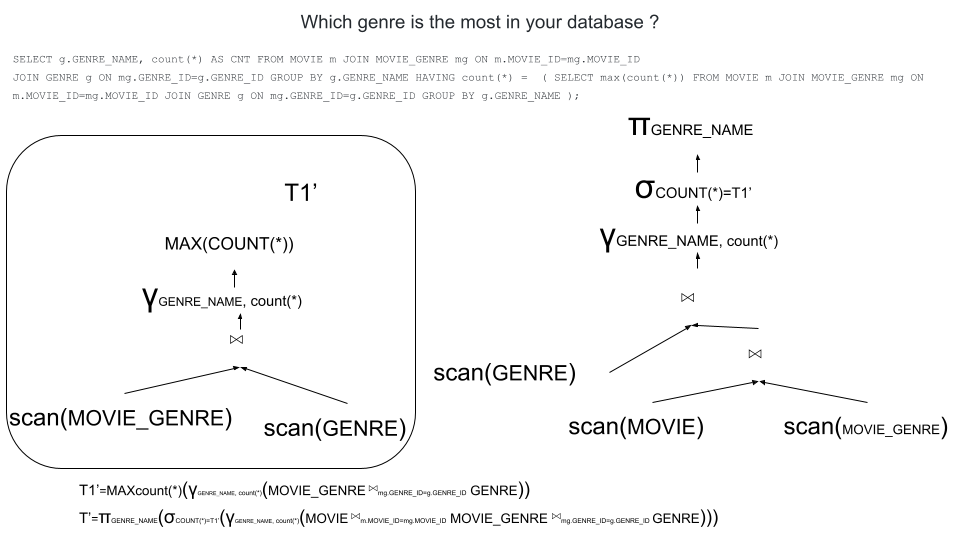 Which genre is the most in your database ?
SELECT g.GENRE_NAME, count(*) AS CNT FROM MOVIE m JOIN MOVIE_GENRE mg ON m.MOVIE_ID=mg.MOVIE_ID
JOIN GENRE g ON mg.GENRE_ID=g.GENRE_ID GROUP BY g.GENRE_NAME HAVING count(*) = ( SELECT max(count(*)) FROM MOVIE m JOIN MOVIE_GENRE mg ON
m.MOVIE_ID=mg.MOVIE_ID JOIN GENRE g ON mg.GENRE_ID=g.GENRE_ID GROUP BY g.GENRE_NAME );
T1’
MAX(COUNT(*))
γGENRE_NAME, count(*)
⋈
scan(MOVIE_GENRE)
scan(GENRE)
πGENRE_NAME
σCOUNT(*)=T1’
γGENRE_NAME, count(*)
⋈
scan(GENRE)
⋈
scan(MOVIE)
scan(MOVIE_GENRE)
T1’=MAXcount(*)(γGENRE_NAME, count(*)(MOVIE_GENRE ⋈mg.GENRE_ID=g.GENRE_ID GENRE))
T’=πGENRE_NAME(σCOUNT(*)=T1’(γGENRE_NAME, count(*)(MOVIE ⋈m.MOVIE_ID=mg.MOVIE_ID MOVIE_GENRE ⋈mg.GENRE_ID=g.GENRE_ID GENRE)))